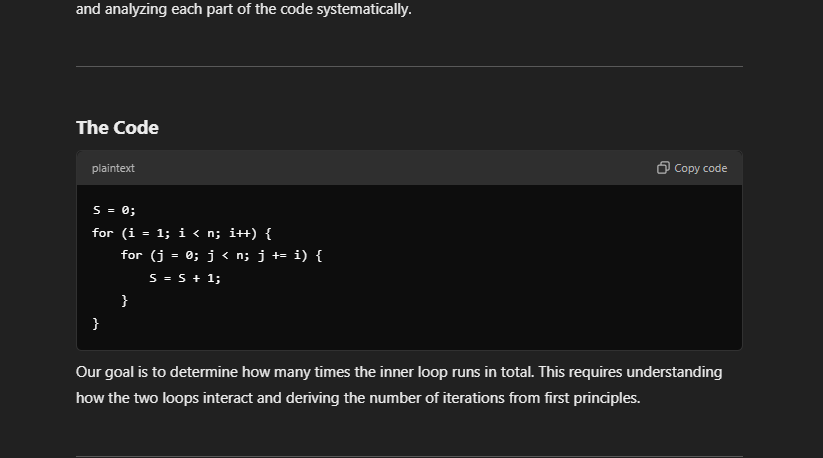 and analyzing each part of the code systematically.
The Code
plaintext
Copy code
S = 0;
for (i = 1; i < n; i++) {
    for (j = 0; j < n; j += i) {
        S = S + 1;
    }
}
Our goal is to determine how many times the inner loop runs in total. This requires understanding
how the two loops interact and deriving the number of iterations from first principles.